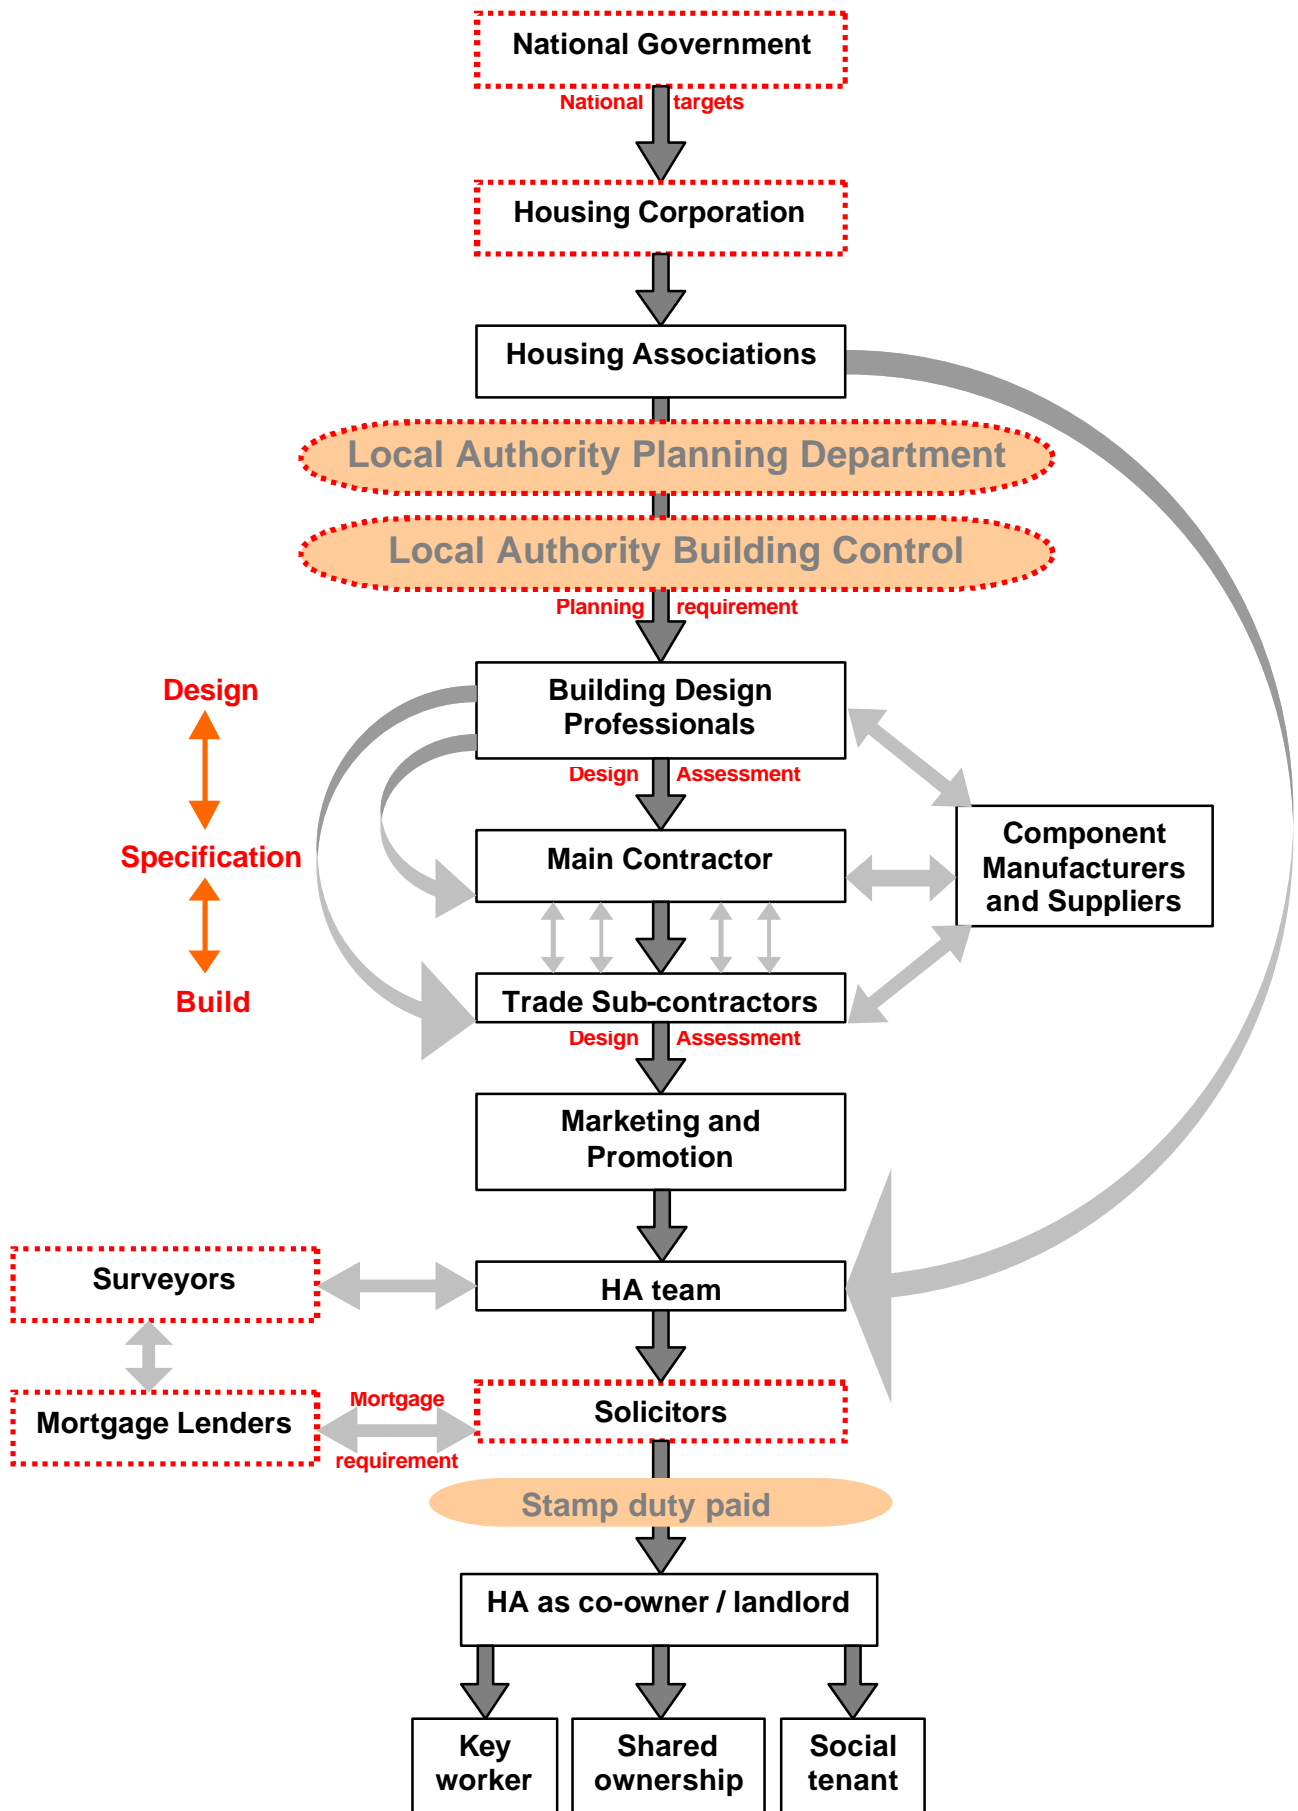 National Government
National targets
Housing Corporation
Housing Associations
Local Authority Planning Department
Local Authority Building Control
Planning requirement
Design
Specification
Build
Building Design
Professionals
Design Assessment
Main Contractor
Component
Manufacturers
and Suppliers
Trade Sub-contractors
Design Assessment
Marketing and
Promotion
Surveyors
HA team
Mortgage Lenders
Mortgage
requirement
Solicitors
Stamp duty paid
HA as co-owner / landlord
Key
worker
Shared
ownership
Social
tenant